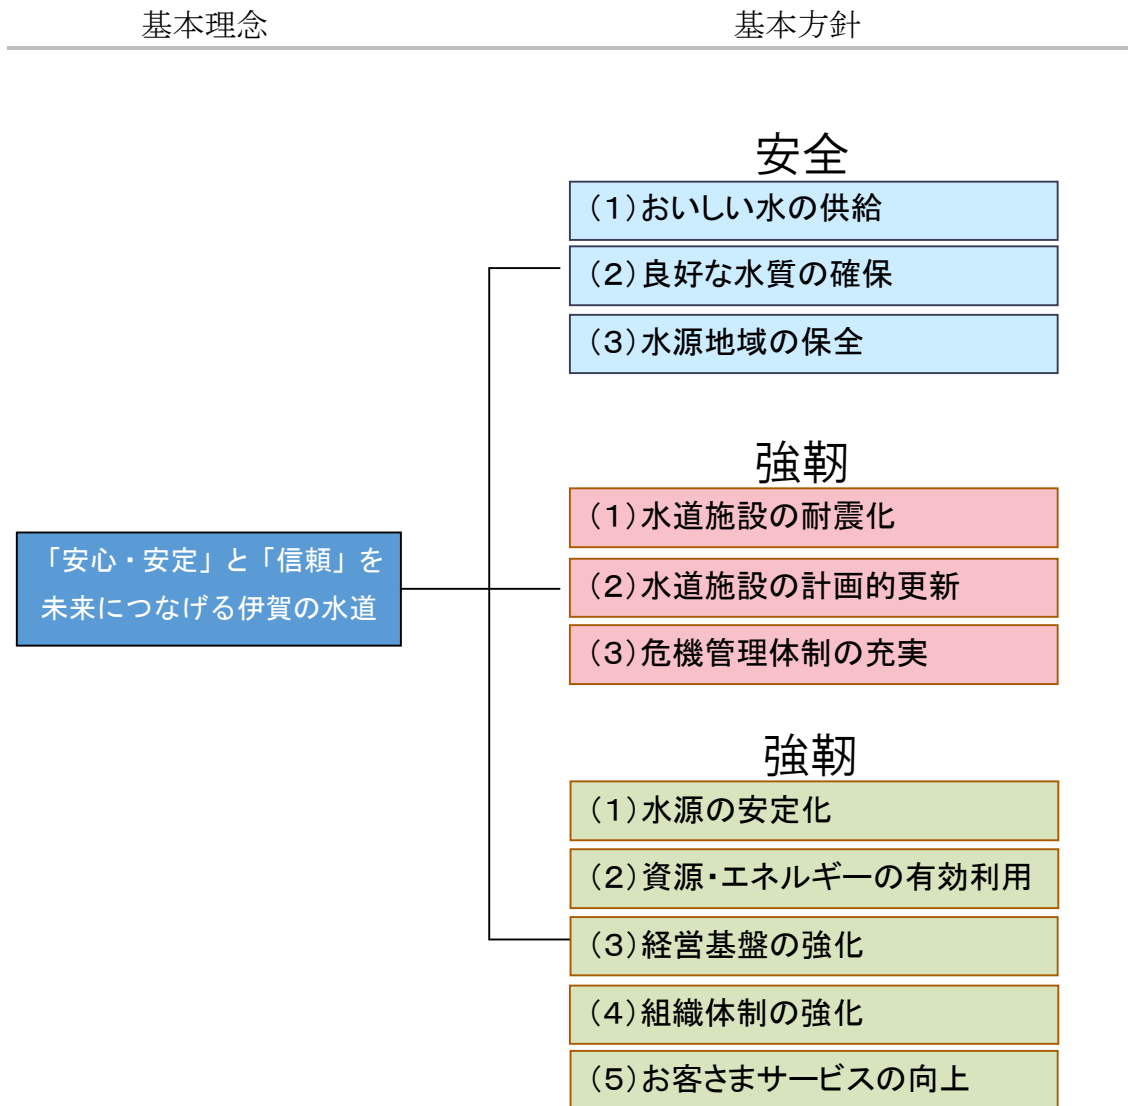 基本理念
基本方針
安全
(1)おいしい水の供給
(2)良好な水質の確保
(3)水源地域の保全
強靭
(1)水道施設の耐震化
(2)水道施設の計画的更新
(3)危機管理体制の充実
「安心・安定」と「信頼」を
未来につなげる伊賀の水道
強靭
(1)水源の安定化
(2)資源・エネルギーの有効利用
(3)経営基盤の強化
(4)組織体制の強化
(5)お客さまサービスの向上